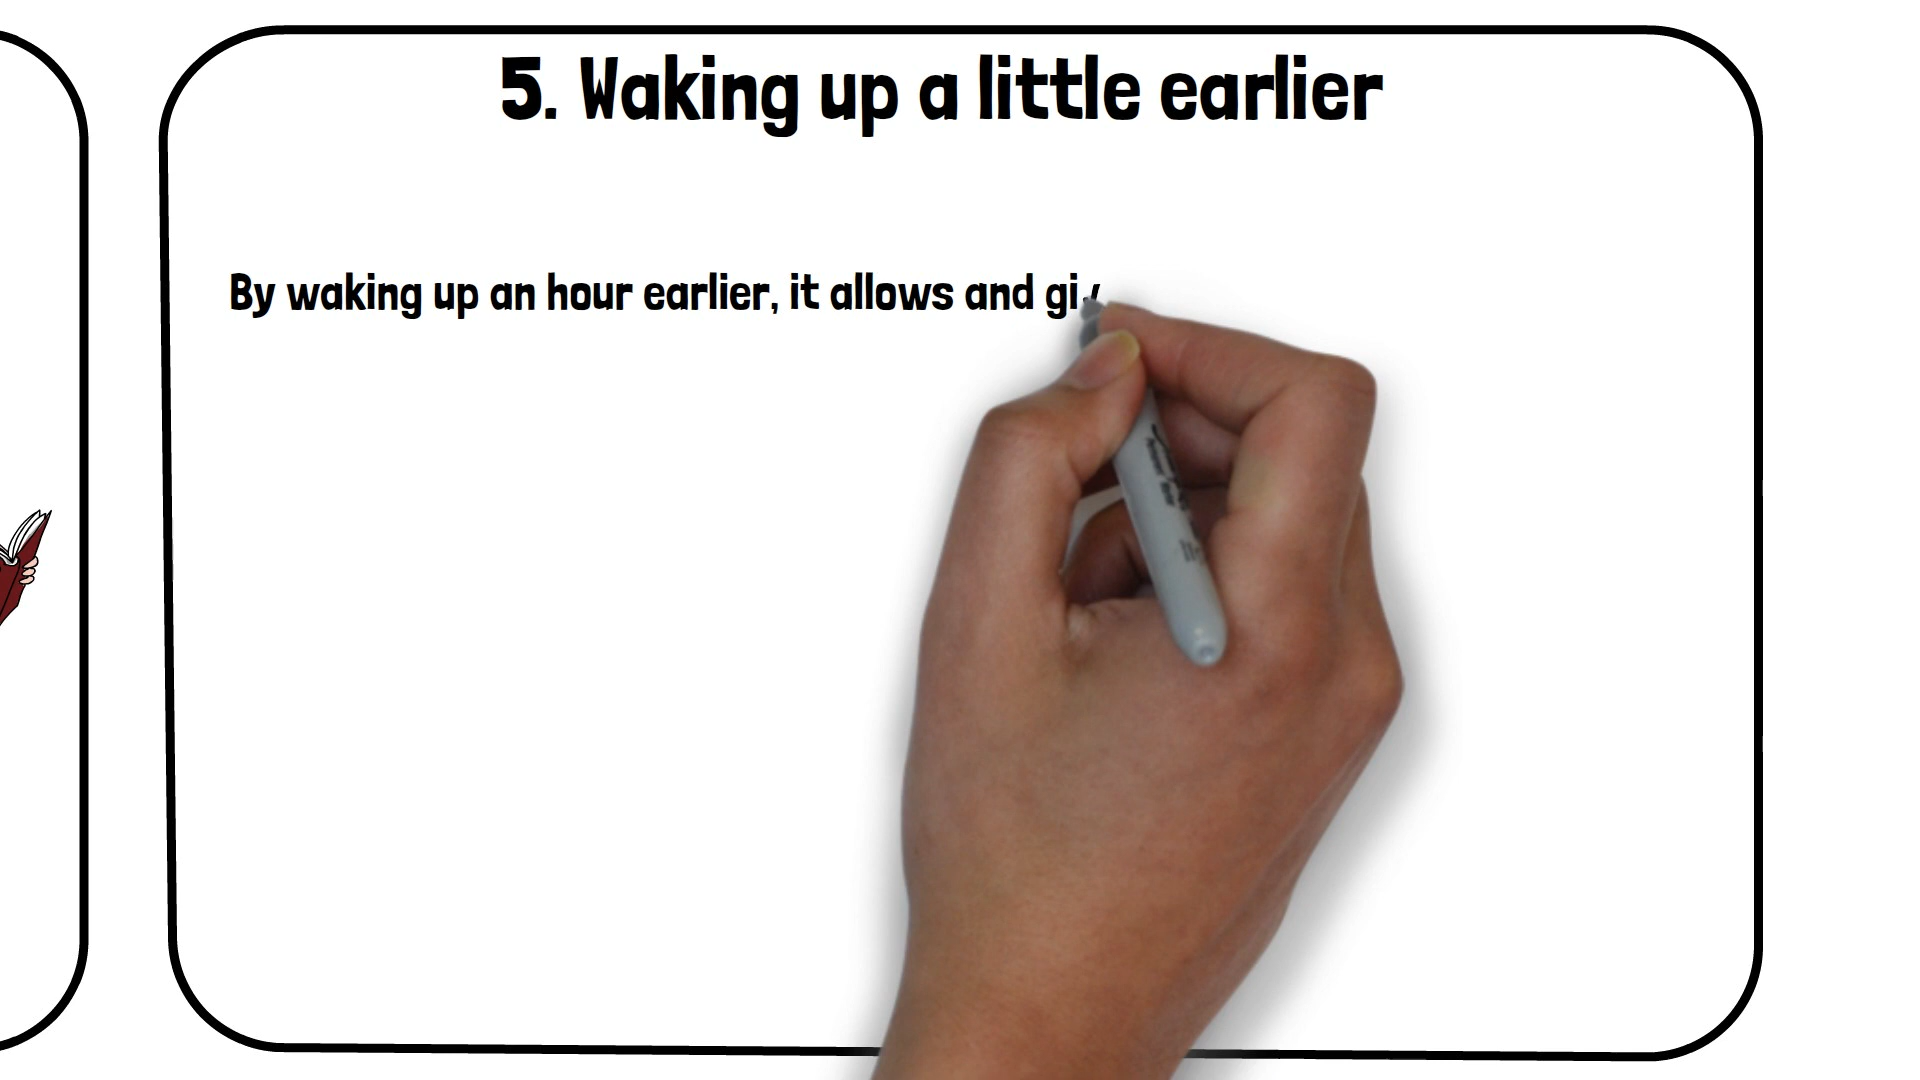 5. Waking up a little earlier
By waking up an hour earlier, it allows and gi